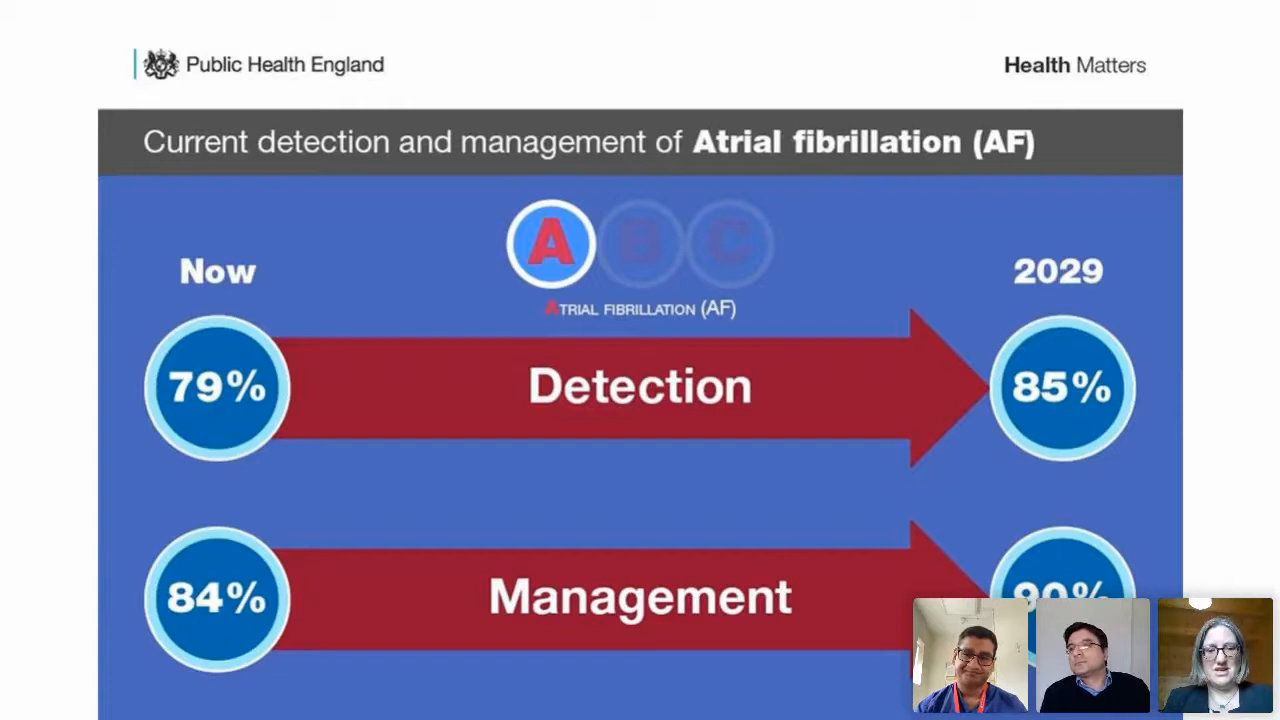 Public Health England
Health Matters
Current detection and management of Atrial fibrillation (AF)
A B C
ATRIAL FIBRILLATION (AF)
Now
2029
79%
Detection
85%
84%
Management
90%